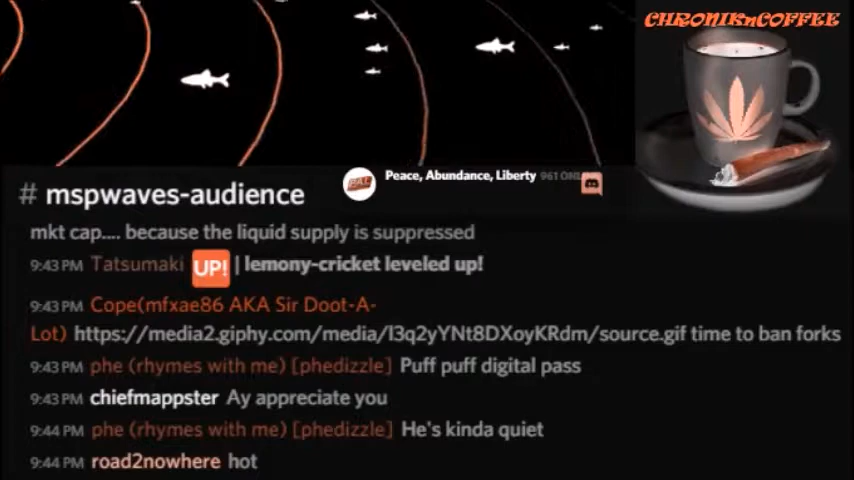 CHRONIKnCOFFEE
Peace, Abundance, Liberty 961
# mspwaves-audience
mkt cap.... because the liquid supply is suppressed
9:43 PM Tatsumaki UP! | lemony-cricket leveled up!
9:43 PM Cope(mfxae86 AKA Sir Doot-A-
Lot) https://media2.giphy.com/media/l3q2yYNt8DXoyKRdm/source.gif time to ban forks
9:43 PM phe (rhymes with me) [phedizzle] Puff puff digital pass
9:43 PM chiefmappster Ay appreciate you
9:44 PM phe (rhymes with me) [phedizzle] He's kinda quiet
9:44 PM road2nowhere hot